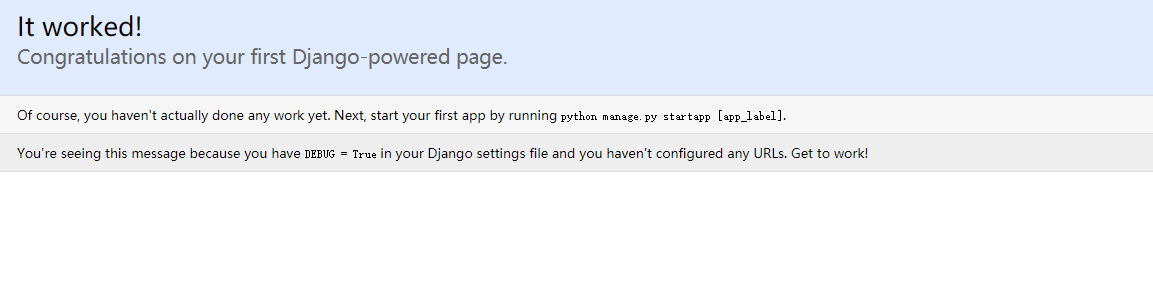 It worked!
Congratulations on your first Django-powered page.
Of course, you haven't actually done any work yet. Next, start your first app by running python manage.py startapp [app_label].
You're seeing this message because you have DEBUG = True in your Django settings file and you haven't configured any URLs. Get to work!